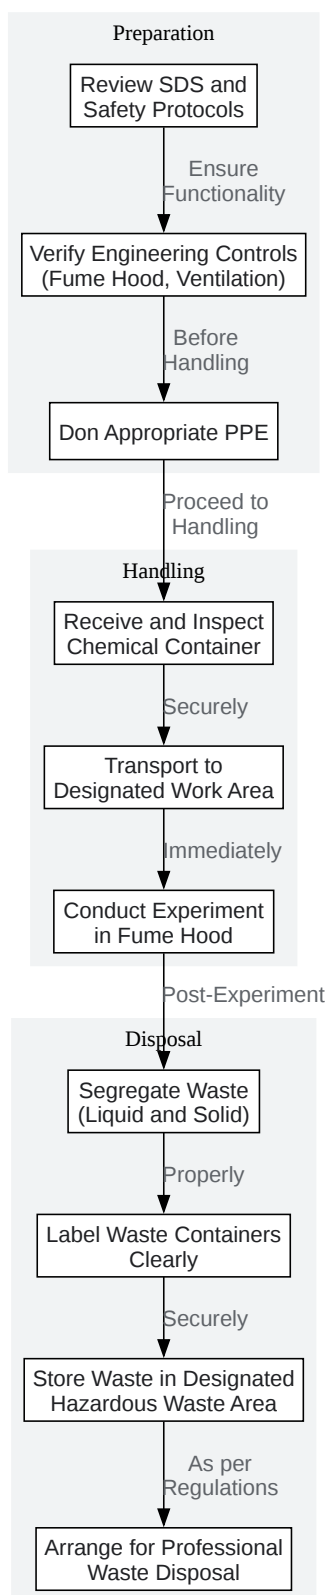 Preparation
Review SDS and
Safety Protocols
Ensure
Functionality
Verify Engineering Controls
(Fume Hood, Ventilation)
Before
Handling
Don Appropriate PPE
Proceed to
Handling
Handling
Receive and Inspect
Chemical Container
Securely
Transport to
Designated Work Area
Immediately
Conduct Experiment
in Fume Hood
Post-Experiment
Disposal
Segregate Waste
(Liquid and Solid)
Properly
Label Waste Containers
Clearly
Securely
Store Waste in Designated
Hazardous Waste Area
As per
Regulations
Arrange for Professional
Waste Disposal